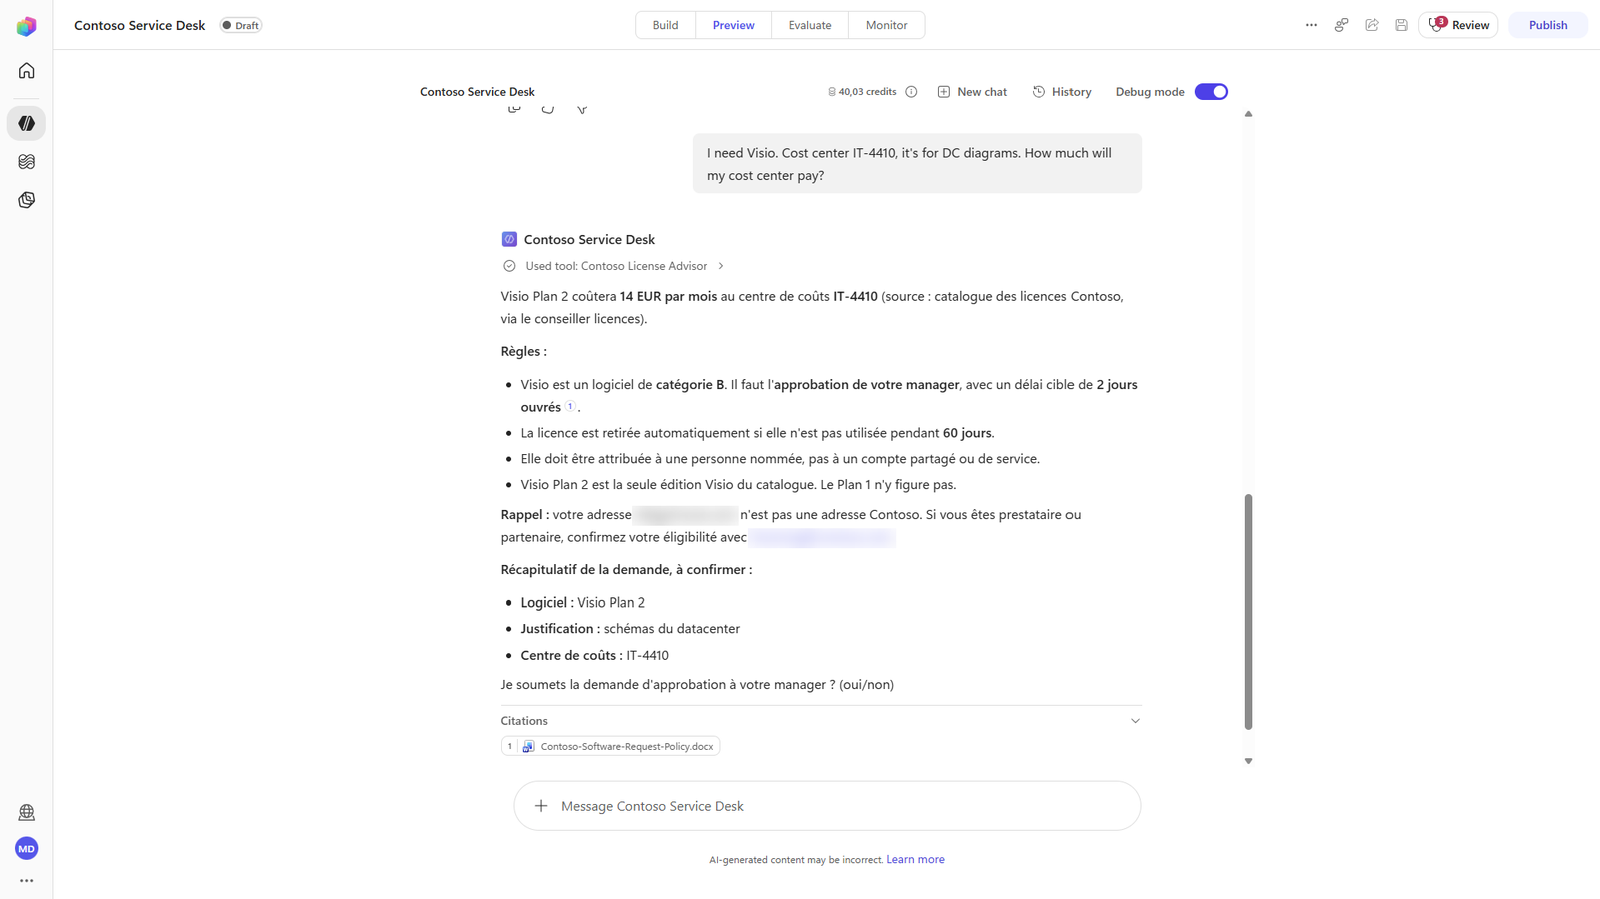 Contoso Service Desk
Draft
Build
Preview
Evaluate
Monitor
3
Review
Publish
Contoso Service Desk
40,03 credits
New chat
History
Debug mode
I need Visio. Cost center IT-4410, it's for DC diagrams. How much will
my cost center pay?
Contoso Service Desk
Used tool: Contoso License Advisor
Visio Plan 2 coûtera 14 EUR par mois au centre de coûts IT-4410 (source : catalogue des licences Contoso,
via le conseiller licences).
Règles :
• Visio est un logiciel de catégorie B. Il faut l'approbation de votre manager, avec un délai cible de 2 jours
ouvrés 1 .
• La licence est retirée automatiquement si elle n'est pas utilisée pendant 60 jours.
• Elle doit être attribuée à une personne nommée, pas à un compte partagé ou de service.
• Visio Plan 2 est la seule édition Visio du catalogue. Le Plan 1 n'y figure pas.
Rappel : votre adresse n'est pas une adresse Contoso. Si vous êtes prestataire ou
partenaire, confirmez votre éligibilité avec
Récapitulatif de la demande, à confirmer :
• Logiciel : Visio Plan 2
• Justification : schémas du datacenter
• Centre de coûts : IT-4410
Je soumets la demande d'approbation à votre manager ? (oui/non)
Citations
1 Contoso-Software-Request-Policy.docx
Message Contoso Service Desk
MD
AI-generated content may be incorrect. Learn more